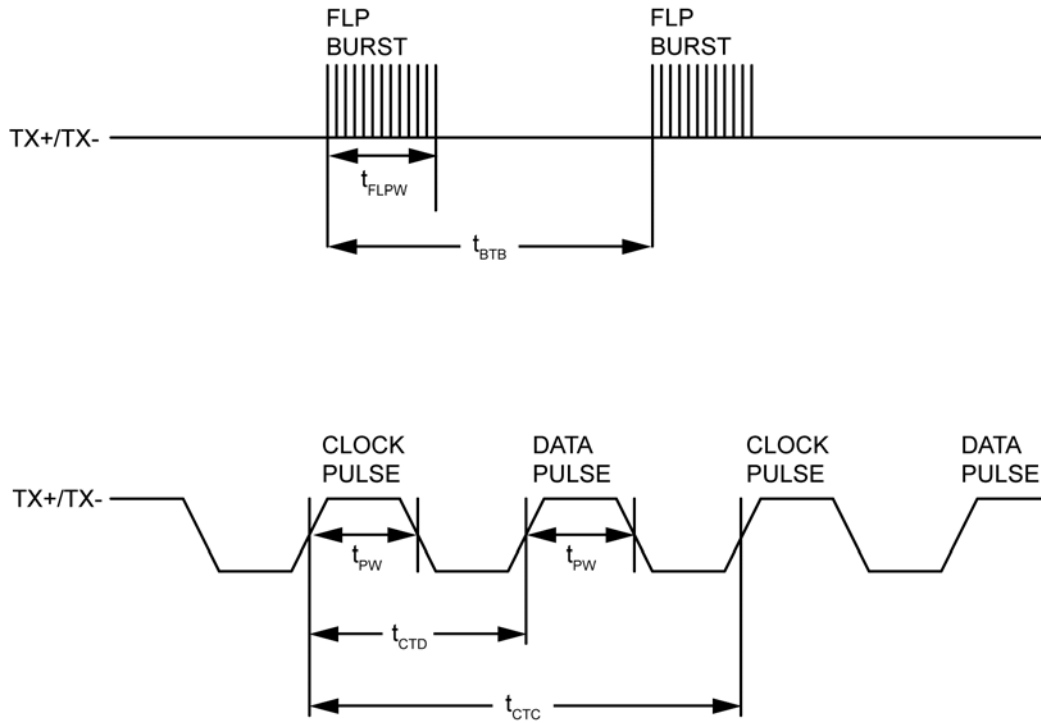 FLP
BURST
FLP
BURST
TX+/TX-
tFLPW
tBTB
CLOCK
PULSE
DATA
PULSE
CLOCK
PULSE
DATA
PULSE
TX+/TX-
tPW
tPW
tCTD
tCTC